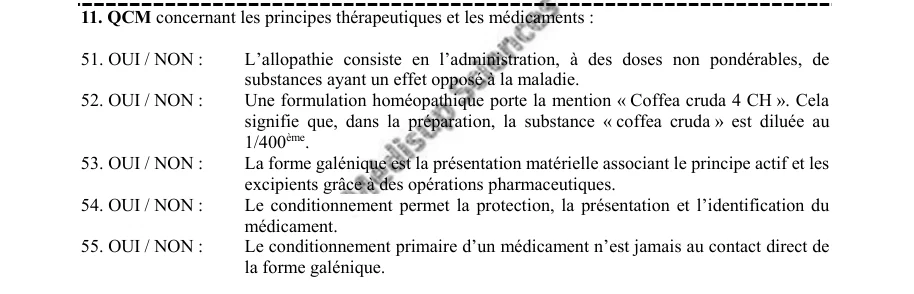 11. QCM concernant les principes thérapeutiques et les médicaments :
51. OUI / NON : L’allopathie consiste en l’administration, à des doses non pondérables, de
substances ayant un effet opposé à la maladie.
52. OUI / NON : Une formulation homéopathique porte la mention « Coffea cruda 4 CH ». Cela
signifie que, dans la préparation, la substance « coffea cruda » est diluée au
1/400ème.
53. OUI / NON : La forme galénique est la présentation matérielle associant le principe actif et les
excipients grâce à des opérations pharmaceutiques.
54. OUI / NON : Le conditionnement permet la protection, la présentation et l’identification du
médicament.
55. OUI / NON : Le conditionnement primaire d’un médicament n’est jamais au contact direct de
la forme galénique.
Medisup Sciences